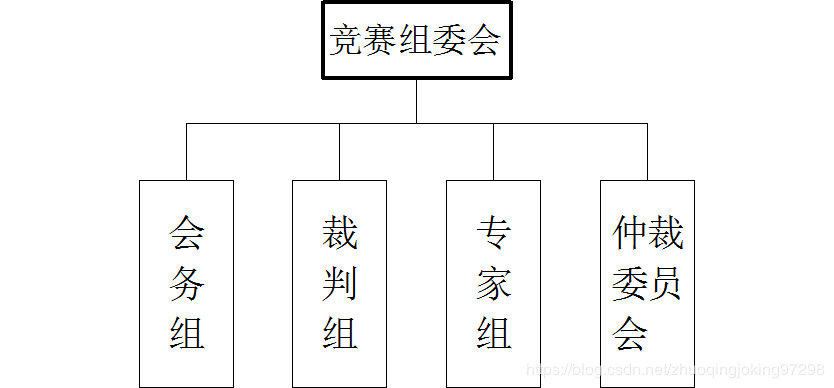 竞赛组委会
会务组
裁判组
专家组
仲裁
委员
会
https://blog.csdn.net/zhuoqingjoking97298